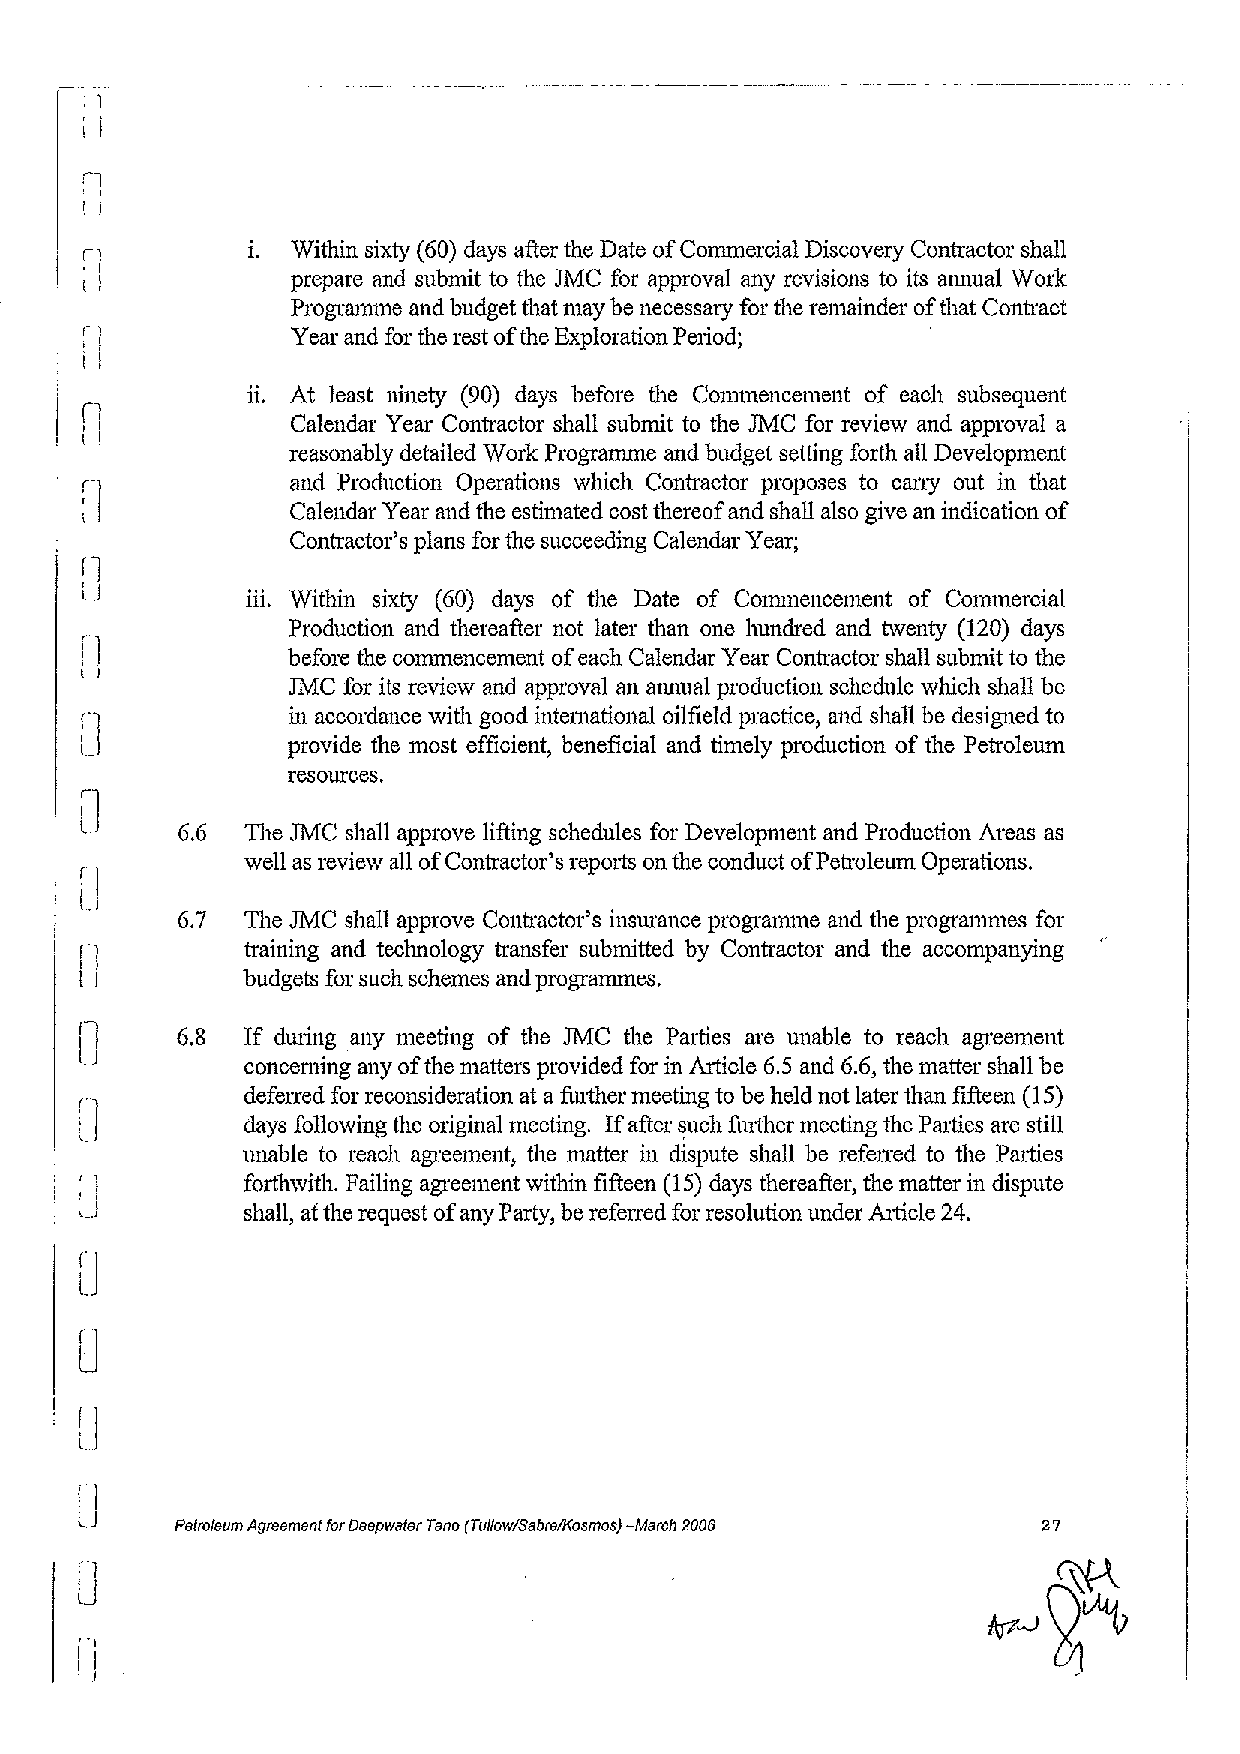 i. Within sixty (60) days after the Date of Commercial Discovery Contractor shall
prepare and submit to the JMC for approval any revisions to its annual Work
Programme and budget that may be necessary for the remainder of that Contract
Year and for the rest of the Exploration Period;
ii. At least ninety (90) days before the Commencement of each subsequent
Calendar Year Contractor shall submit to the JMC for review and approval a
reasonably detailed Work Programme and budget setting forth all Development
and Production Operations which Contractor proposes to carry out in that
Calendar Year and the estimated cost thereof and shall also give an indication of
Contractor's plans for the succeeding Calendar Year;
iii. Within sixty (60) days of the Date of Commencement of Commercial
Production and thereafter not later than one hundred and twenty (120) days
before the commencement of each Calendar Year Contractor shall submit to the
JMC for its review and approval an annual production schedule which shall be
in accordance with good international oilfield practice, and shall be designed to
provide the most efficient, beneficial and timely production of the Petroleum
resources.
6.6 The JMC shall approve lifting schedules for Development and Production Areas as
well as review all of Contractor's reports on the conduct of Petroleum Operations.
6.7 The JMC shall approve Contractor's insurance programme and the programmes for
training and technology transfer submitted by Contractor and the accompanying
budgets for such schemes and programmes.
6.8 If during any meeting of the JMC the Parties are unable to reach agreement
concerning any of the matters provided for in Article 6.5 and 6.6, the matter shall be
deferred for reconsideration at a further meeting to be held not later than fifteen (15)
days following the original meeting. If after such further meeting the Parties are still
unable to reach agreement, the matter in dispute shall be referred to the Parties
forthwith. Failing agreement within fifteen (15) days thereafter, the matter in dispute
shall, at the request of any Party, be referred for resolution under Article 24.
Petroleum Agreement for Deepwater Tano (Tullow/Sabre/Kosmos) –March 2006 27